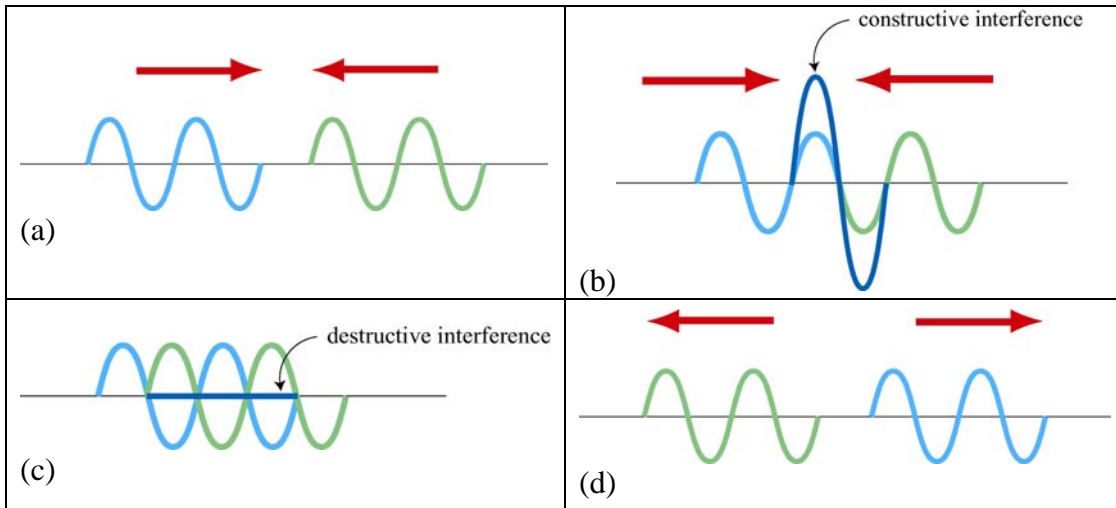 (a)
constructive interference
(b)
destructive interference
(c)
(d)